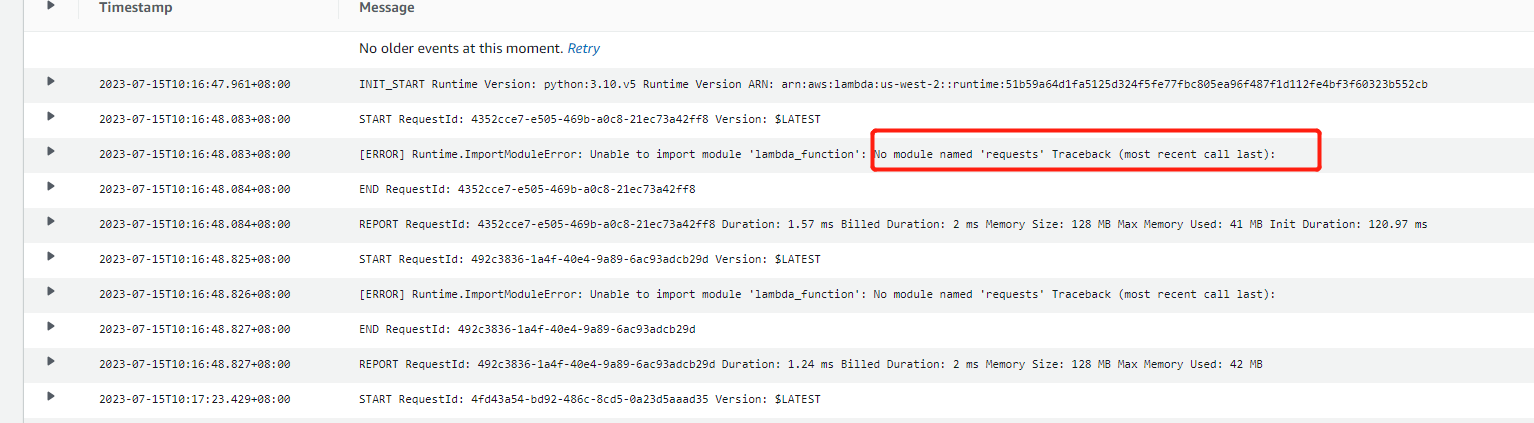 Timestamp Message
No older events at this moment. Retry
2023-07-15T10:16:47.961+08:00 INIT_START Runtime Version: python:3.10.v5 Runtime Version ARN: arn:aws:lambda:us-west-2::runtime:51b59a64d1fa5125d324f5fe77fbc805ea96f487f1d112fe4bf3f60323b552cb
2023-07-15T10:16:48.083+08:00 START RequestId: 4352cce7-e505-469b-a0c8-21ec73a42ff8 Version: $LATEST
2023-07-15T10:16:48.083+08:00 [ERROR] Runtime.ImportModuleError: Unable to import module 'lambda_function': No module named 'requests' Traceback (most recent call last):
2023-07-15T10:16:48.084+08:00 END RequestId: 4352cce7-e505-469b-a0c8-21ec73a42ff8
2023-07-15T10:16:48.084+08:00 REPORT RequestId: 4352cce7-e505-469b-a0c8-21ec73a42ff8 Duration: 1.57 ms Billed Duration: 2 ms Memory Size: 128 MB Max Memory Used: 41 MB Init Duration: 120.97 ms
2023-07-15T10:16:48.825+08:00 START RequestId: 492c3836-1a4f-40e4-9a89-6ac93adcb29d Version: $LATEST
2023-07-15T10:16:48.826+08:00 [ERROR] Runtime.ImportModuleError: Unable to import module 'lambda_function': No module named 'requests' Traceback (most recent call last):
2023-07-15T10:16:48.827+08:00 END RequestId: 492c3836-1a4f-40e4-9a89-6ac93adcb29d
2023-07-15T10:16:48.827+08:00 REPORT RequestId: 492c3836-1a4f-40e4-9a89-6ac93adcb29d Duration: 1.24 ms Billed Duration: 2 ms Memory Size: 128 MB Max Memory Used: 42 MB
2023-07-15T10:17:23.429+08:00 START RequestId: 4fd43a54-bd92-486c-8cd5-0a23d5aaad35 Version: $LATEST